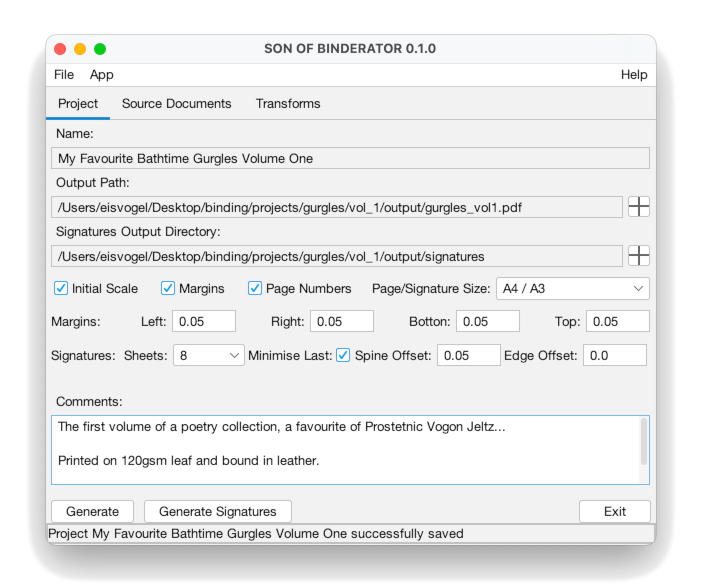 SON OF BINDERATOR 0.1.0
File App Help
Project Source Documents Transforms
Name:
My Favourite Bathtime Gurgles Volume One
Output Path:
/Users/eisvogel/Desktop/binding/projects/gurgles/vol_1/output/gurgles_vol1.pdf
Signatures Output Directory:
/Users/eisvogel/Desktop/binding/projects/gurgles/vol_1/output/signatures
Initial Scale Margins Page Numbers Page/Signature Size: A4 / A3
Margins: Left: 0.05 Right: 0.05 Botton: 0.05 Top: 0.05
Signatures: Sheets: 8 Minimise Last: Spine Offset: 0.05 Edge Offset: 0.0
Comments:
The first volume of a poetry collection, a favourite of Prostetnic Vogon Jeltz...
Printed on 120gsm leaf and bound in leather.
Generate Generate Signatures Exit
Project My Favourite Bathtime Gurgles Volume One successfully saved